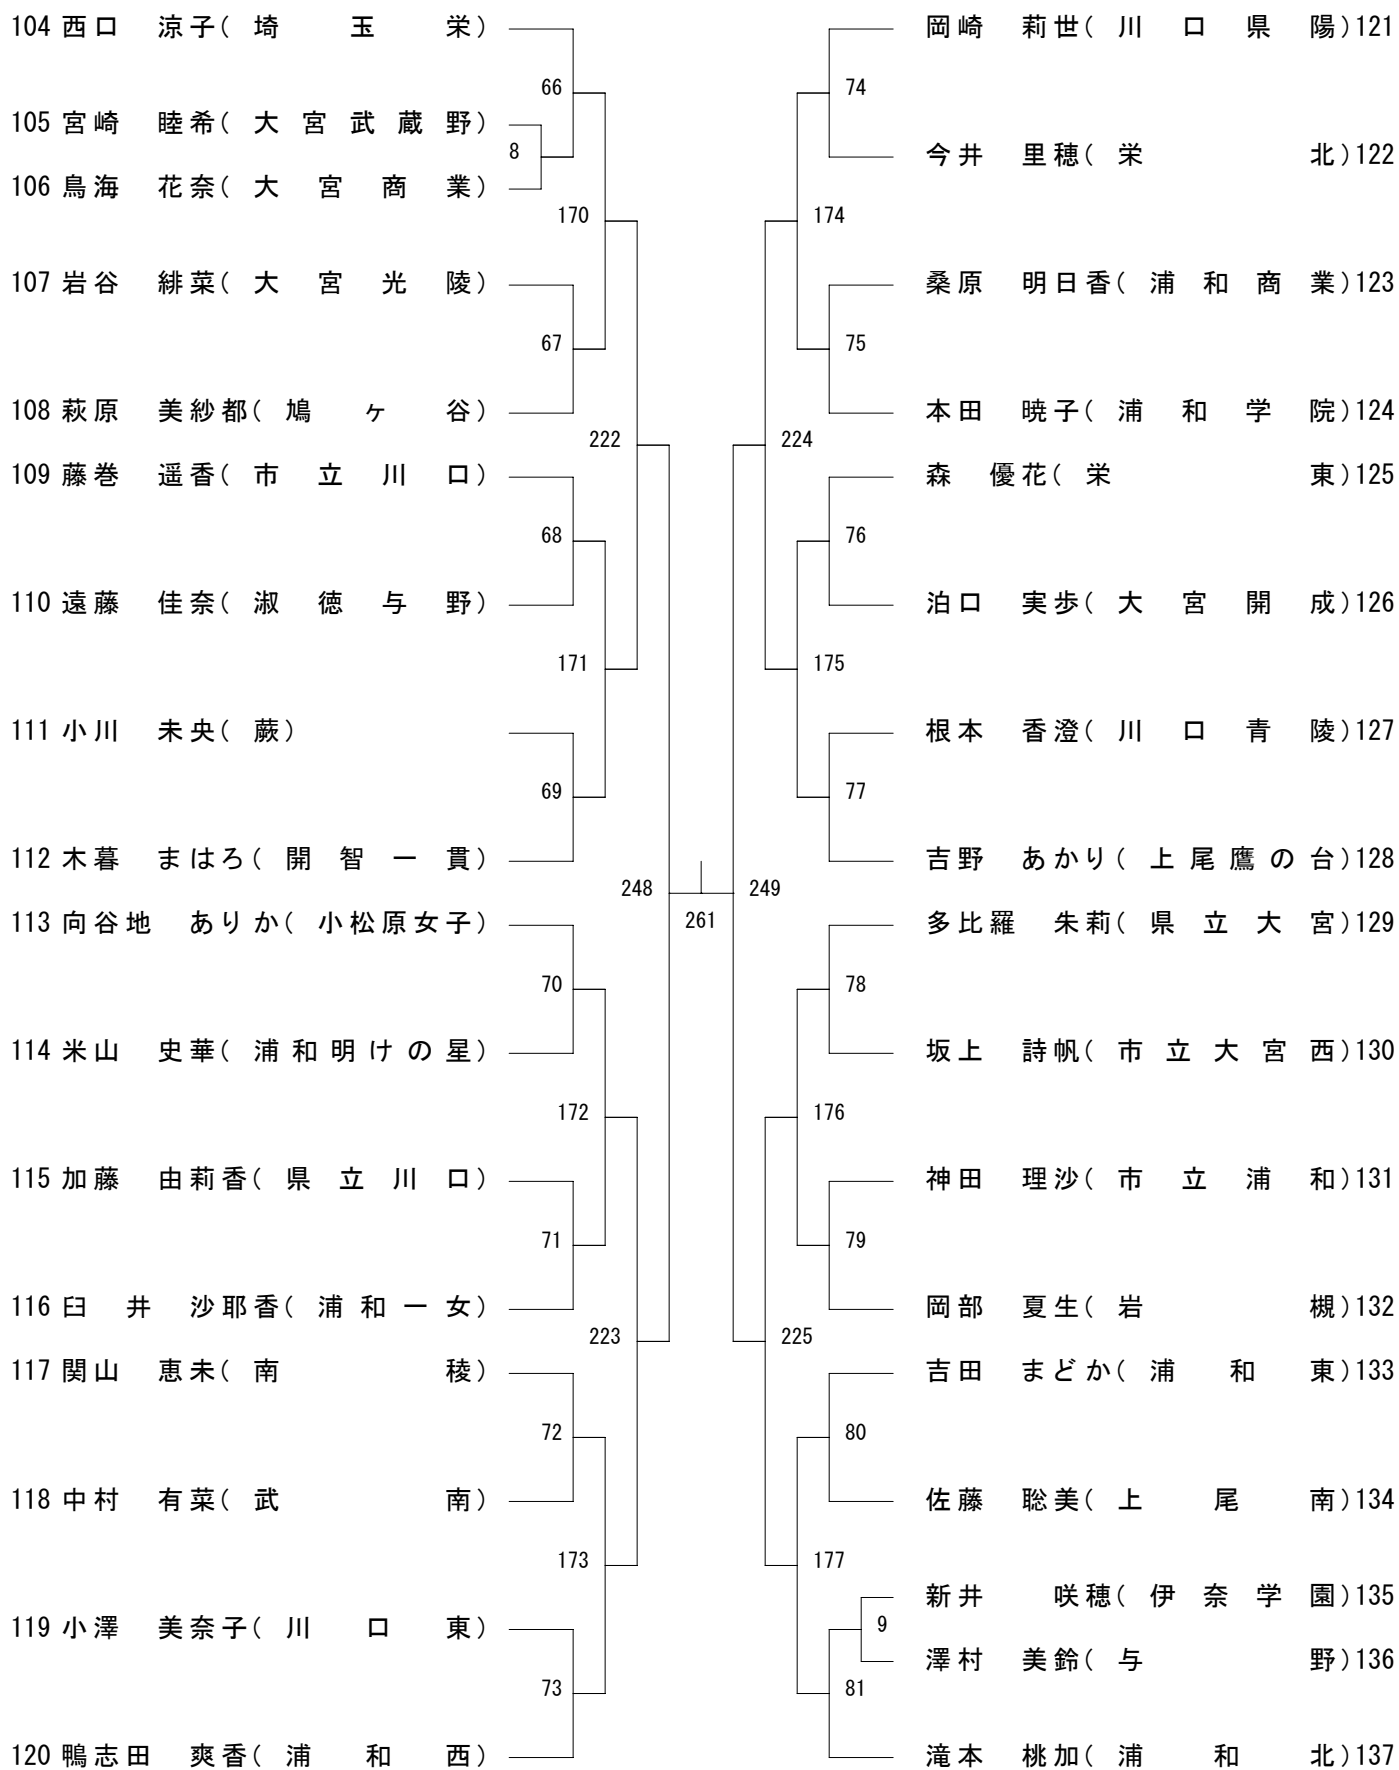 104 西口 涼子( 埼 玉 栄 )
66
105 宮崎 睦希( 大 宮 武 蔵 野 )
8
106 鳥海 花奈( 大 宮 商 業 )
170
107 岩谷 緋菜( 大 宮 光 陵 )
67
108 萩原 美紗都( 鳩 ヶ 谷 )
222
109 藤巻 遥香( 市 立 川 口 )
68
110 遠藤 佳奈( 淑 徳 与 野 )
171
111 小川 未央( 蕨 )
69
112 木暮 まはろ( 開 智 一 貫 )
248
113 向谷地 ありか( 小松原女子 )
70
114 米山 史華( 浦和明けの星 )
172
115 加藤 由莉香( 県 立 川 口 )
71
116 臼 井 沙耶香( 浦 和 一 女 )
223
117 関山 恵未( 南 稜 )
72
118 中村 有菜( 武 南 )
173
119 小澤 美奈子( 川 口 東 )
73
120 鴨志田 爽香( 浦 和 西 )
261
岡崎 莉世( 川 口 県 陽 )121
74
今井 里穂( 栄 北 )122
174
桑原 明日香( 浦 和 商 業 )123
75
本田 暁子( 浦 和 学 院 )124
224
森 優花( 栄 東 )125
76
泊口 実歩( 大 宮 開 成 )126
175
根本 香澄( 川 口 青 陵 )127
77
吉野 あかり( 上尾鷹の台 )128
249
多比羅 朱莉( 県 立 大 宮 )129
78
坂上 詩帆( 市 立 大 宮 西 )130
176
神田 理沙( 市 立 浦 和 )131
79
岡部 夏生( 岩 槻 )132
225
吉田 まどか( 浦 和 東 )133
80
佐藤 聡美( 上 尾 南 )134
177
新井 咲穂( 伊 奈 学 園 )135
9
澤村 美鈴( 与 野 )136
81
滝本 桃加( 浦 和 北 )137